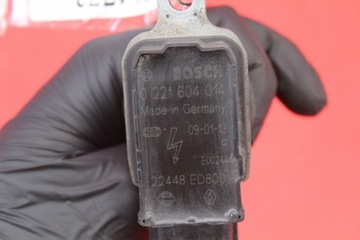 BOSCH
0 221 604 014
Made in Germany
09-01-13
F
22448 ED800